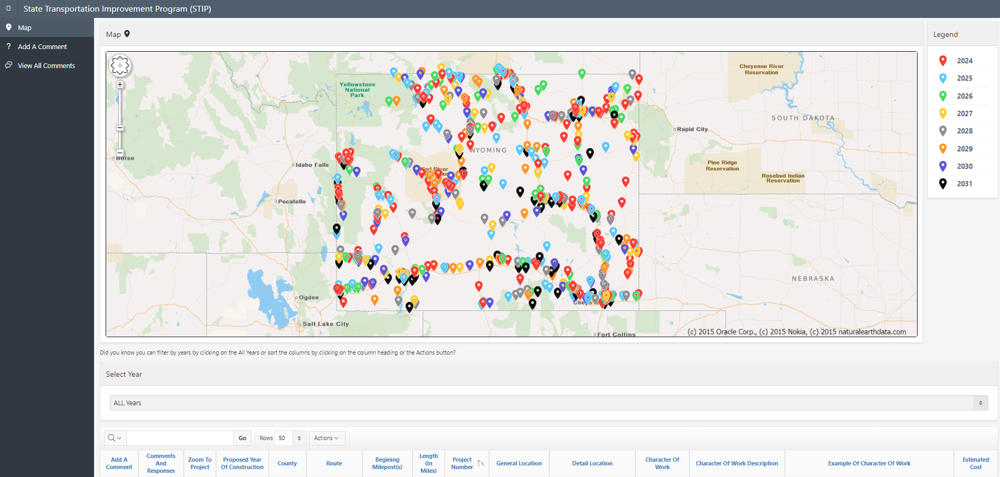 State Transportation Improvement Program (STIP)
Map
Add A Comment
View All Comments
Map
Yellowstone
National
Park
WYOMING
Boise
Idaho Falls
Pocatello
Ogden
Salt Lake City
Fort Collins
Cheyenne River
Reservation
SOUTH DAKOTA
Rapid City
Pine Ridge
Reservation
Rosebud Indian
Reservation
NEBRASKA
(c) 2015 Oracle Corp., (c) 2015 Nokia, (c) 2015 naturalearthdata.com
Legend
2024
2025
2026
2027
2028
2029
2030
2031
Did you know you can filter by years by clicking on the All Years or sort the columns by clicking on the column heading or the Actions button?
Select Year
ALL Years
Go
Rows
50
Actions
Add A
Comment
Comments
And
Responses
Zoom To
Project
Proposed Year
Of Construction
County
Route
Begining
Milepost(s)
Length
(In
Miles)
Project
Number
General Location
Detail Location
Character Of
Work
Character Of Work Description
Example Of Character Of Work
Estimated
Cost